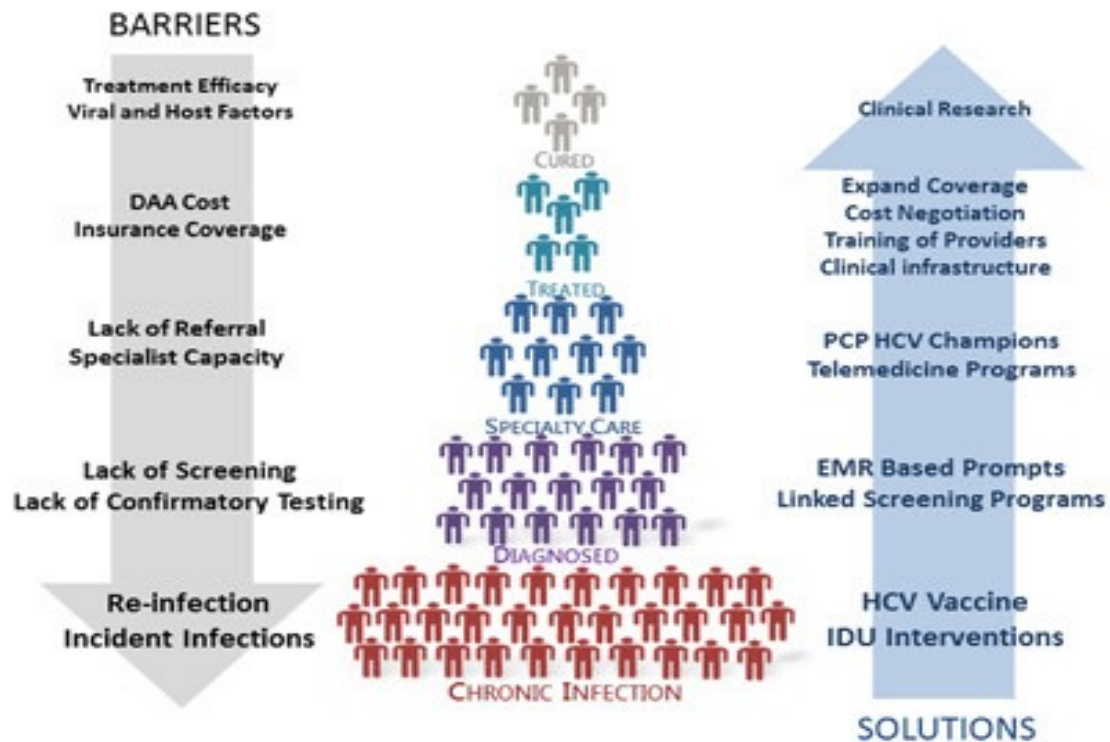 BARRIERS
Treatment Efficacy
Viral and Host Factors
DAA Cost
Insurance Coverage
Lack of Referral
Specialist Capacity
Lack of Screening
Lack of Confirmatory Testing
Re-infection
Incident Infections
CURED
TREATED
SPECIALTY CARE
DIAGNOSED
CHRONIC INFECTION
Clinical Research
Expand Coverage
Cost Negotiation
Training of Providers
Clinical infrastructure
PCP HCV Champions
Telemedicine Programs
EMR Based Prompts
Linked Screening Programs
HCV Vaccine
IDU Interventions
SOLUTIONS